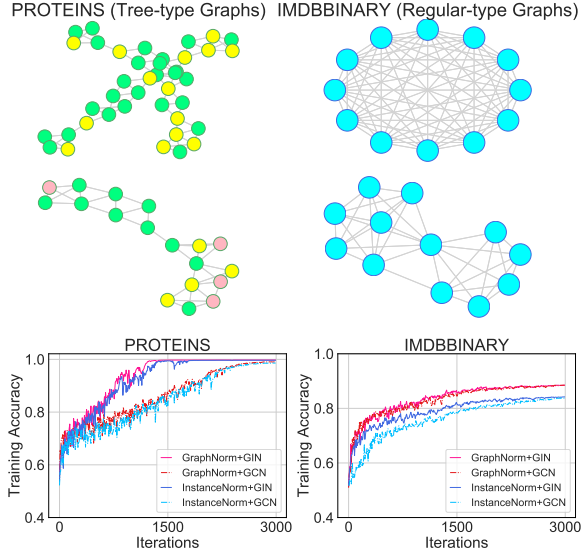 PROTEINS (Tree-type Graphs)
IMDBBINARY (Regular-type Graphs)
PROTEINS
Training Accuracy
1.0
0.8
0.6
0.4
GraphNorm+GIN
GraphNorm+GCN
InstanceNorm+GIN
InstanceNorm+GCN
0
1500
3000
Iterations
IMDBBINARY
Training Accuracy
1.0
0.8
0.6
0.4
GraphNorm+GIN
GraphNorm+GCN
InstanceNorm+GIN
InstanceNorm+GCN
0
1500
3000
Iterations